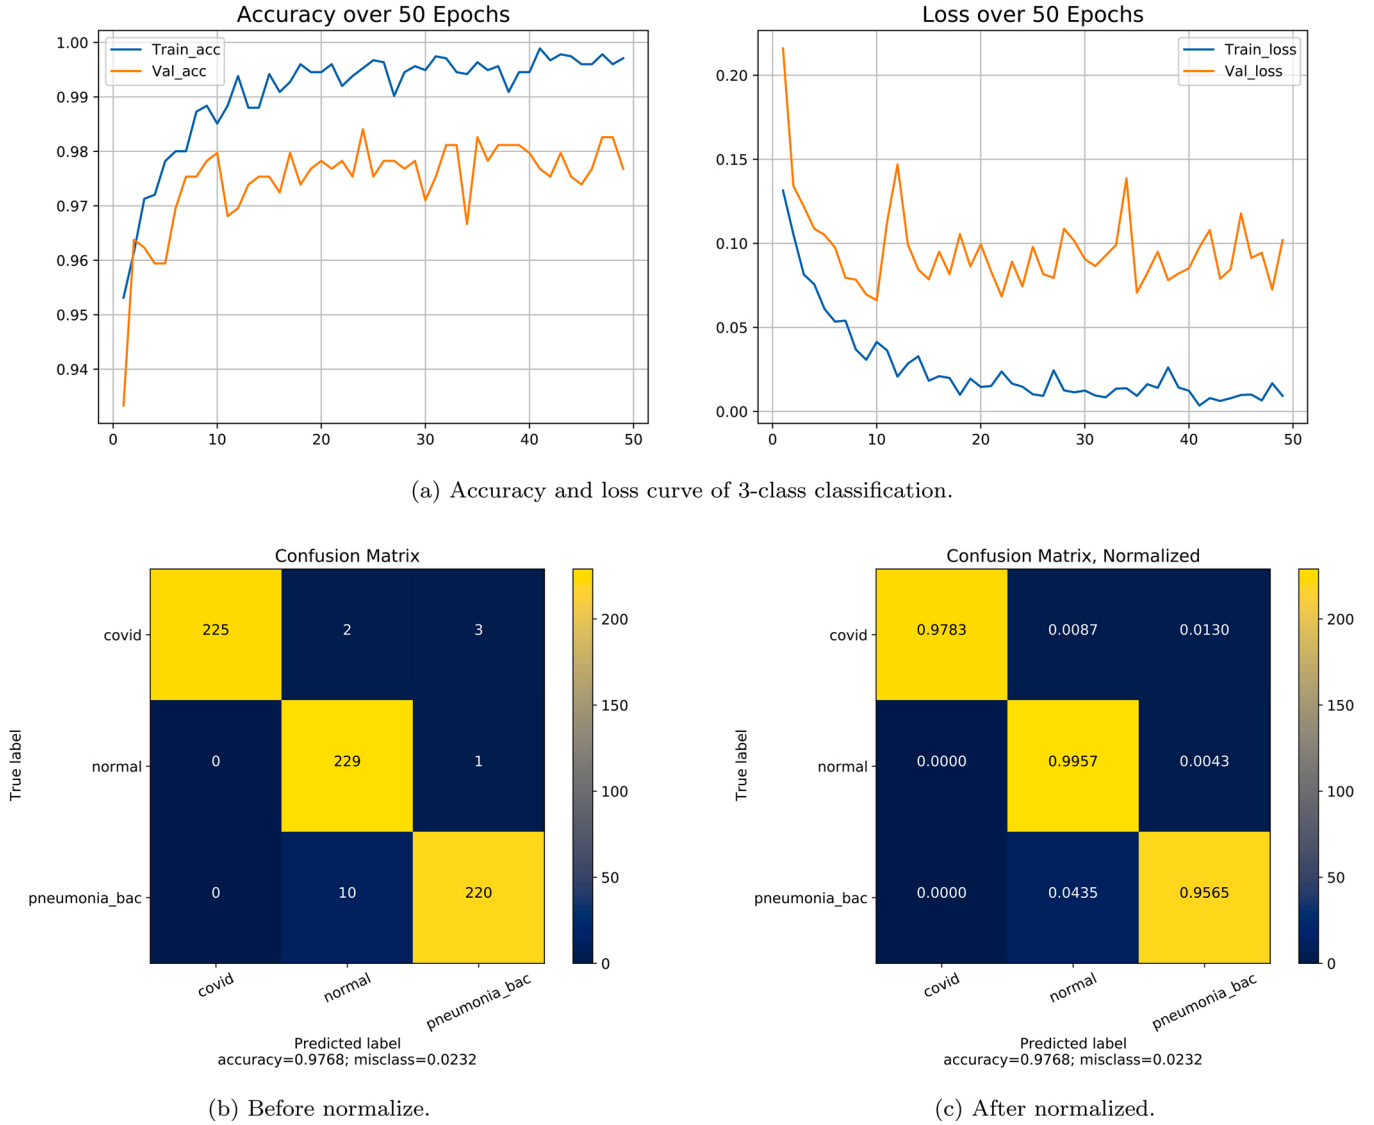 Accuracy over 50 Epochs
1.00
0.99
0.98
0.97
0.96
0.95
0.94
Train_acc
Val_acc
0 10 20 30 40 50
Loss over 50 Epochs
0.20
0.15
0.10
0.05
0.00
Train_loss
Val_loss
0 10 20 30 40 50
(a) Accuracy and loss curve of 3-class classification.
Confusion Matrix
True label
covid 225 2 3
normal 0 229 1
pneumonia_bac 0 10 220
covid normal pneumonia_bac
Predicted label
accuracy=0.9768; misclass=0.0232
200
150
100
50
0
(b) Before normalize.
Confusion Matrix, Normalized
True label
covid 0.9783 0.0087 0.0130
normal 0.0000 0.9957 0.0043
pneumonia_bac 0.0000 0.0435 0.9565
covid normal pneumonia_bac
Predicted label
accuracy=0.9768; misclass=0.0232
200
150
100
50
0
(c) After normalized.